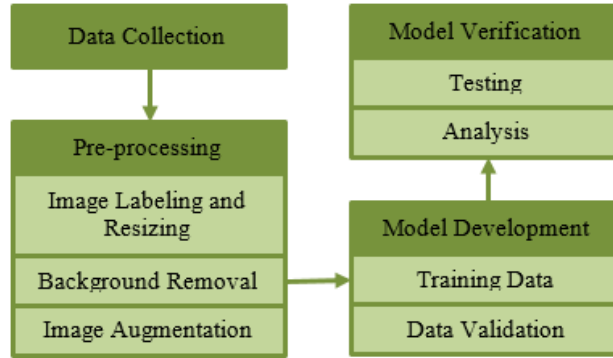 Data Collection
Pre-processing
Image Labeling and
Resizing
Background Removal
Image Augmentation
Model Development
Training Data
Data Validation
Model Verification
Testing
Analysis